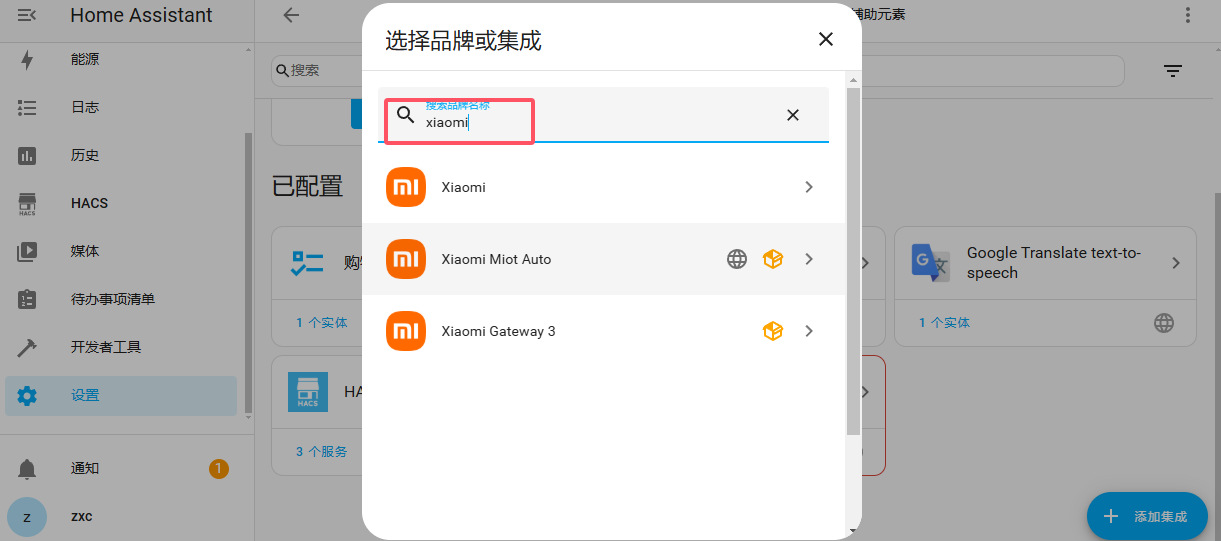 Home Assistant
能源
日志
历史
HACS
HACS
媒体
待办事项清单
开发者工具
设置
通知
1
z
zxc
辅助元素
搜索
已配置
购
1 个实体
HACS
HA
3 个服务
选择品牌或集成
搜索品牌名称
xiaomi
Xiaomi
Xiaomi Miot Auto
Xiaomi Gateway 3
G
文
Google Translate text-to-
speech
1 个实体
添加集成